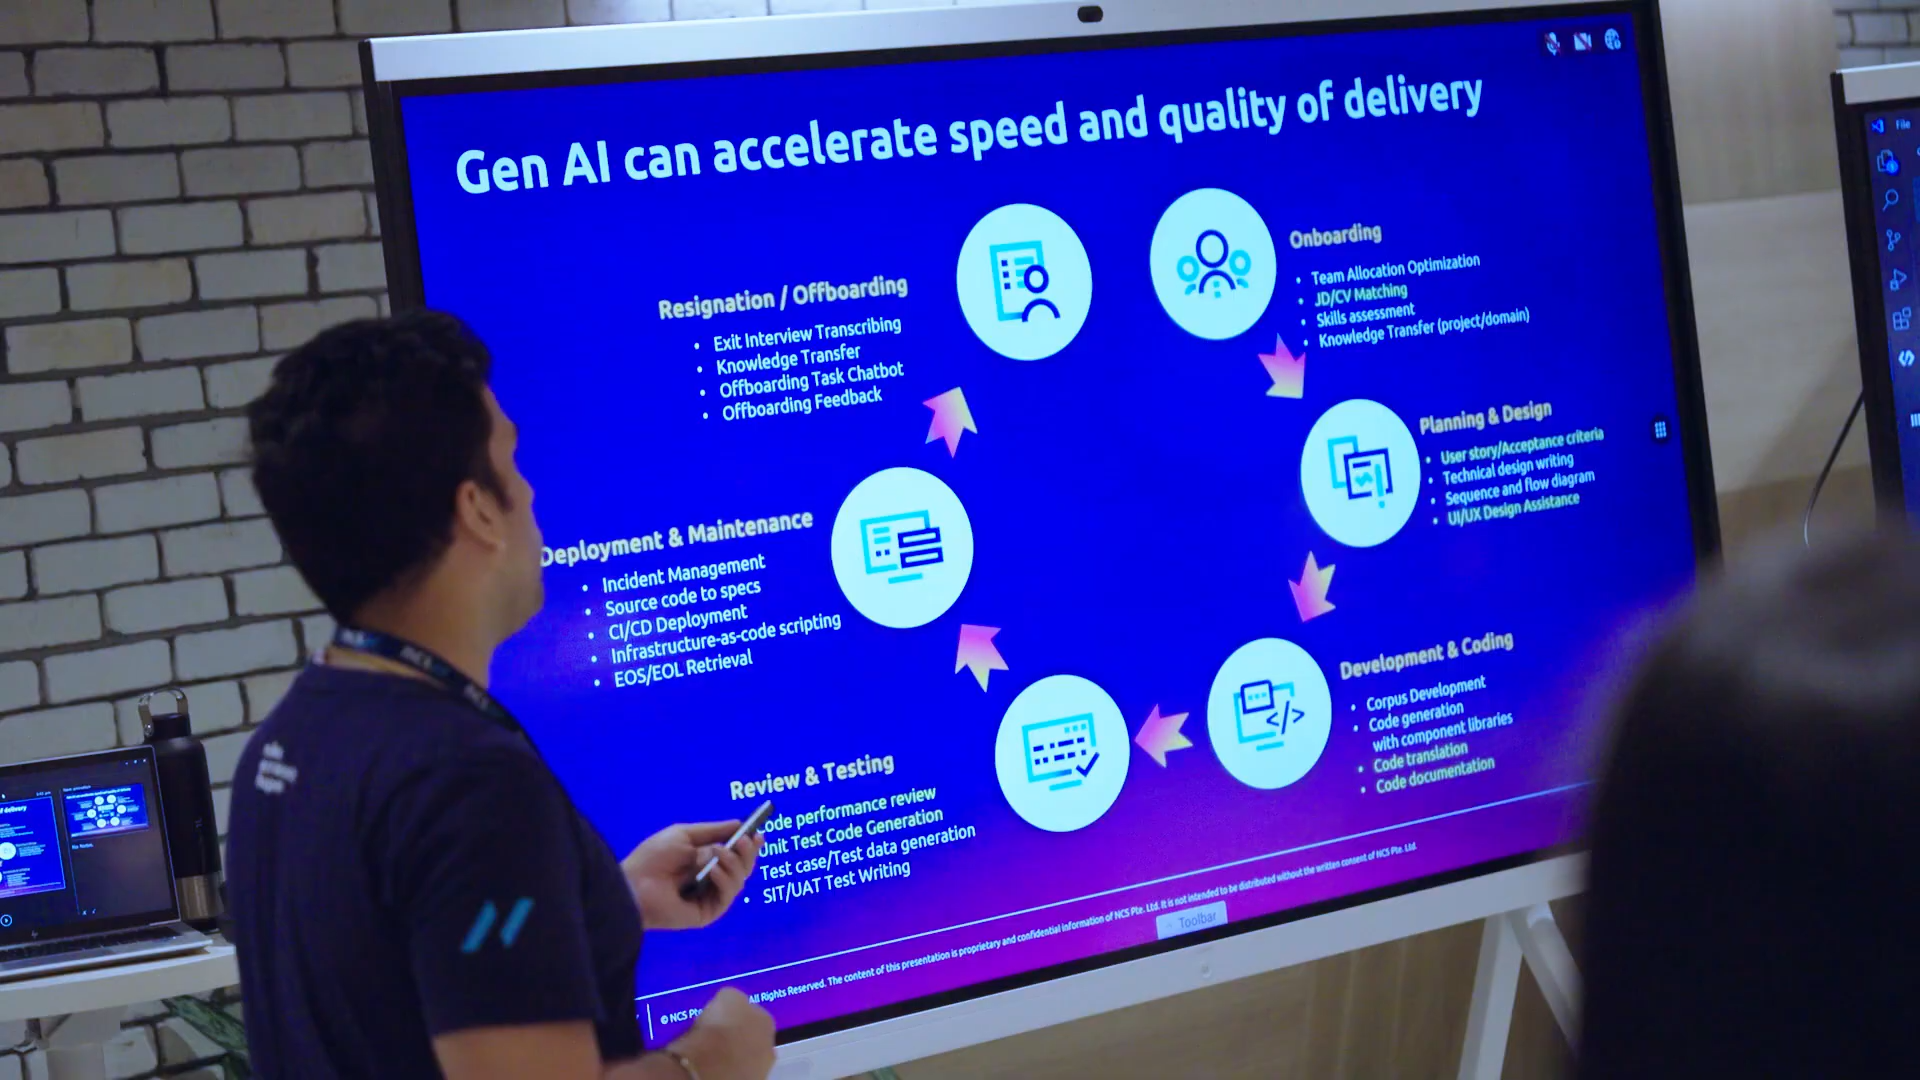 Gen AI can accelerate speed and quality of delivery
Resignation / Offboarding
• Exit Interview Transcribing
• Knowledge Transfer
• Offboarding Task Chatbot
• Offboarding Feedback
Onboarding
• Team Allocation Optimization
• JD/CV Matching
• Skills assessment
• Knowledge Transfer (project/domain)
Planning & Design
• User story/Acceptance criteria
• Technical design writing
• Sequence and flow diagram
• UI/UX Design Assistance
Development & Coding
• Corpus Development
• Code generation
with component libraries
• Code translation
• Code documentation
Review & Testing
Code performance review
Unit Test Code Generation
Test case/Test data generation
• SIT/UAT Test Writing
Deployment & Maintenance
• Incident Management
• Source code to specs
• CI/CD Deployment
• Infrastructure-as-code scripting
• EOS/EOL Retrieval
© NCS Pte. All Rights Reserved. The content of this presentation is proprietary and confidential information of NCS Pte. Ltd. It is not intended to be distributed without the written consent of NCS Pte. Ltd.
Toolbar
File